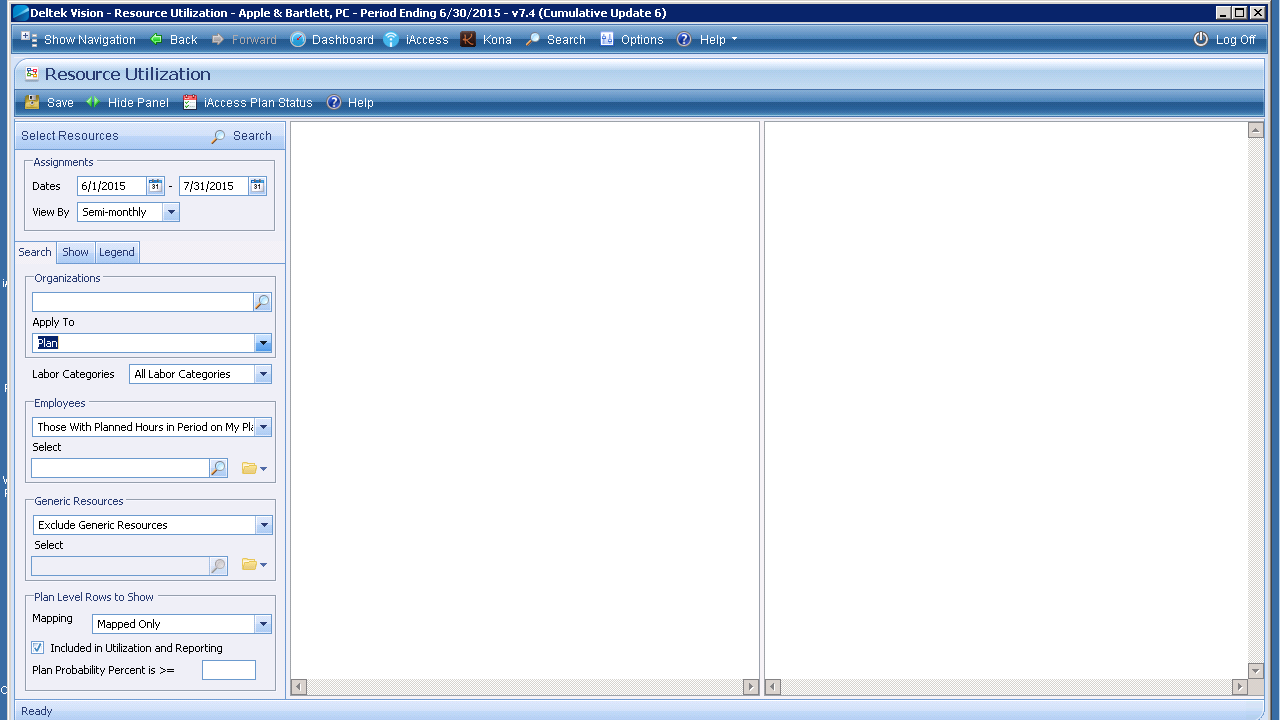 Deltek Vision - Resource Utilization - Apple & Bartlett, PC - Period Ending 6/30/2015 - v7.4 (Cumulative Update 6)
Show Navigation Back Forward Dashboard iAccess Kona Search Options Help Log Off
Resource Utilization
Save Hide Panel iAccess Plan Status Help
Select Resources Search
Assignments
Dates 6/1/2015 31 - 7/31/2015 31
View By Semi-monthly
Search Show Legend
Organizations
Apply To
Plan
Labor Categories All Labor Categories
Employees
Those With Planned Hours in Period on My Pl
Select
Generic Resources
Exclude Generic Resources
Select
Plan Level Rows to Show
Mapping Mapped Only
Included in Utilization and Reporting
Plan Probability Percent is >=
Ready